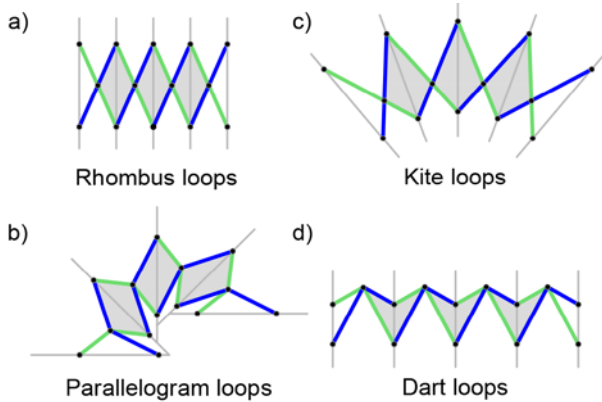 a)
Rhombus loops
c)
Kite loops
b)
Parallelogram loops
d)
Dart loops